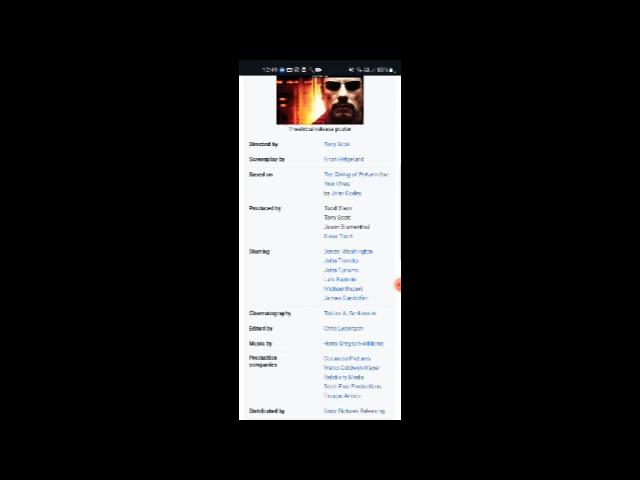 12:49
Theatrical release poster
Directed by Tony Scott
Screenplay by Brian Helgeland
Based on The Taking of Pelham One
Two Three
by John Godey
Produced by Todd Black
Tony Scott
Jason Blumenthal
Steve Tisch
Starring Denzel Washington
John Travolta
John Turturro
Luis Guzmán
Michael Rispoli
James Gandolfini
Cinematography Tobias A. Schliessler
Edited by Chris Lebenzon
Music by Harry Gregson-Williams
Production
companies
Columbia Pictures
Metro-Goldwyn-Mayer
Relativity Media
Scott Free Productions
Escape Artists
Distributed by Sony Pictures Releasing